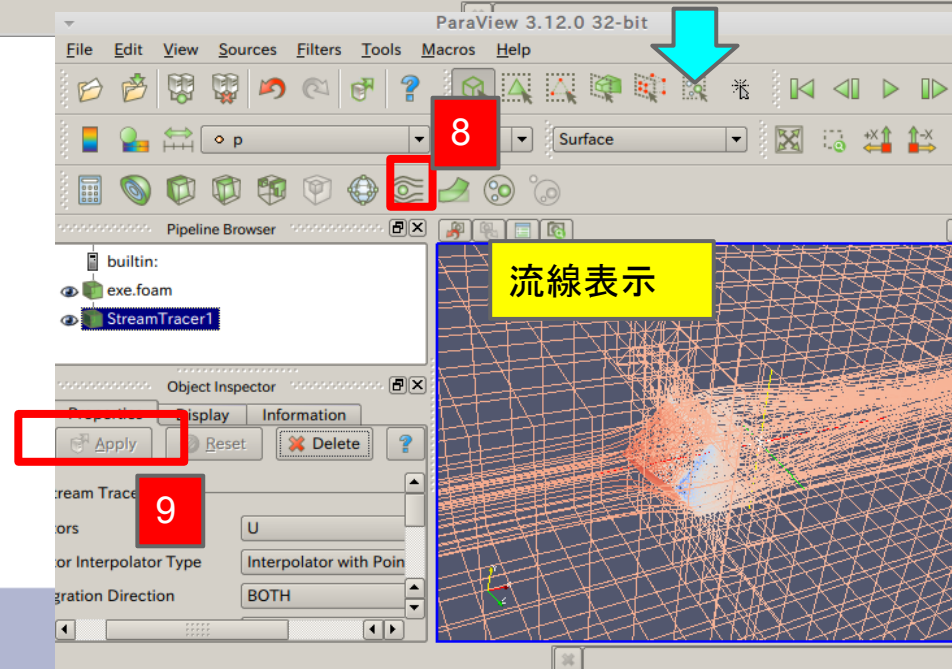 ParaView 3.12.0 32-bit
File Edit View Sources Filters Tools Macros Help
p
8
Surface
+X
-X
Pipeline Browser
builtin:
exe.foam
StreamTracer1
流線表示
Object Inspector
Properties Display Information
Apply Reset Delete ?
tream Trace
9
ors U
or Interpolator Type Interpolator with Poin
gration Direction BOTH